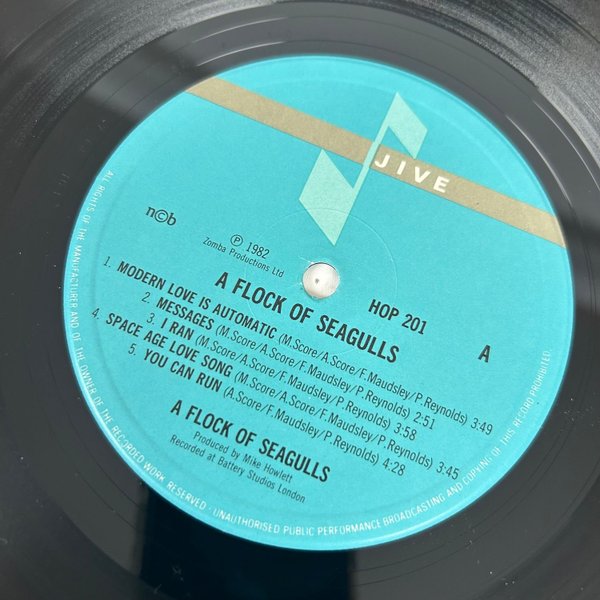 JIVE
n©b
℗ 1982
Zomba Productions Ltd
HOP 201
A
A FLOCK OF SEAGULLS
1. MODERN LOVE IS AUTOMATIC (M.Score/A.Score/F.Maudsley/P.Reynolds) 3:49
2. MESSAGES (M.Score/A.Score/F.Maudsley/P.Reynolds) 2:51
3. I RAN (M.Score/A.Score/F.Maudsley/P.Reynolds) 3:58
4. SPACE AGE LOVE SONG (M.Score/A.Score/F.Maudsley/P.Reynolds) 3:45
5. YOU CAN RUN (A.Score/F.Maudsley/P.Reynolds) 4:28
A FLOCK OF SEAGULLS
Produced by Mike Howlett
Recorded at Battery Studios London
ALL RIGHTS OF THE MANUFACTURER AND OF THE OWNER OF THE RECORDED WORK RESERVED - UNAUTHORISED PUBLIC PERFORMANCE BROADCASTING AND COPYING OF THIS RECORD PROHIBITED